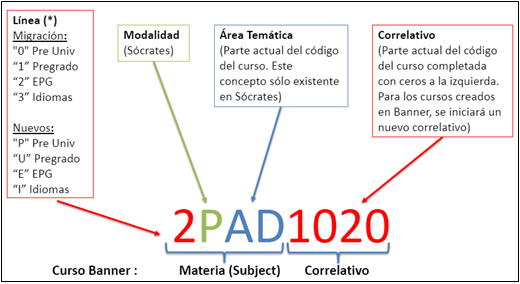 Línea (*)
Migración:
"0" Pre Univ
“1” Pregrado
“2” EPG
“3” Idiomas
Nuevos:
"P" Pre Univ
“U” Pregrado
“E” EPG
“I” Idiomas
Modalidad
(Sócrates)
Área Temática
(Parte actual del código
del curso. Este
concepto sólo existente
en Sócrates)
Correlativo
(Parte actual del código
del curso completada
con ceros a la izquierda.
Para los cursos creados
en Banner, se iniciará un
nuevo correlativo)
2PAD1020
Curso Banner : Materia (Subject) Correlativo